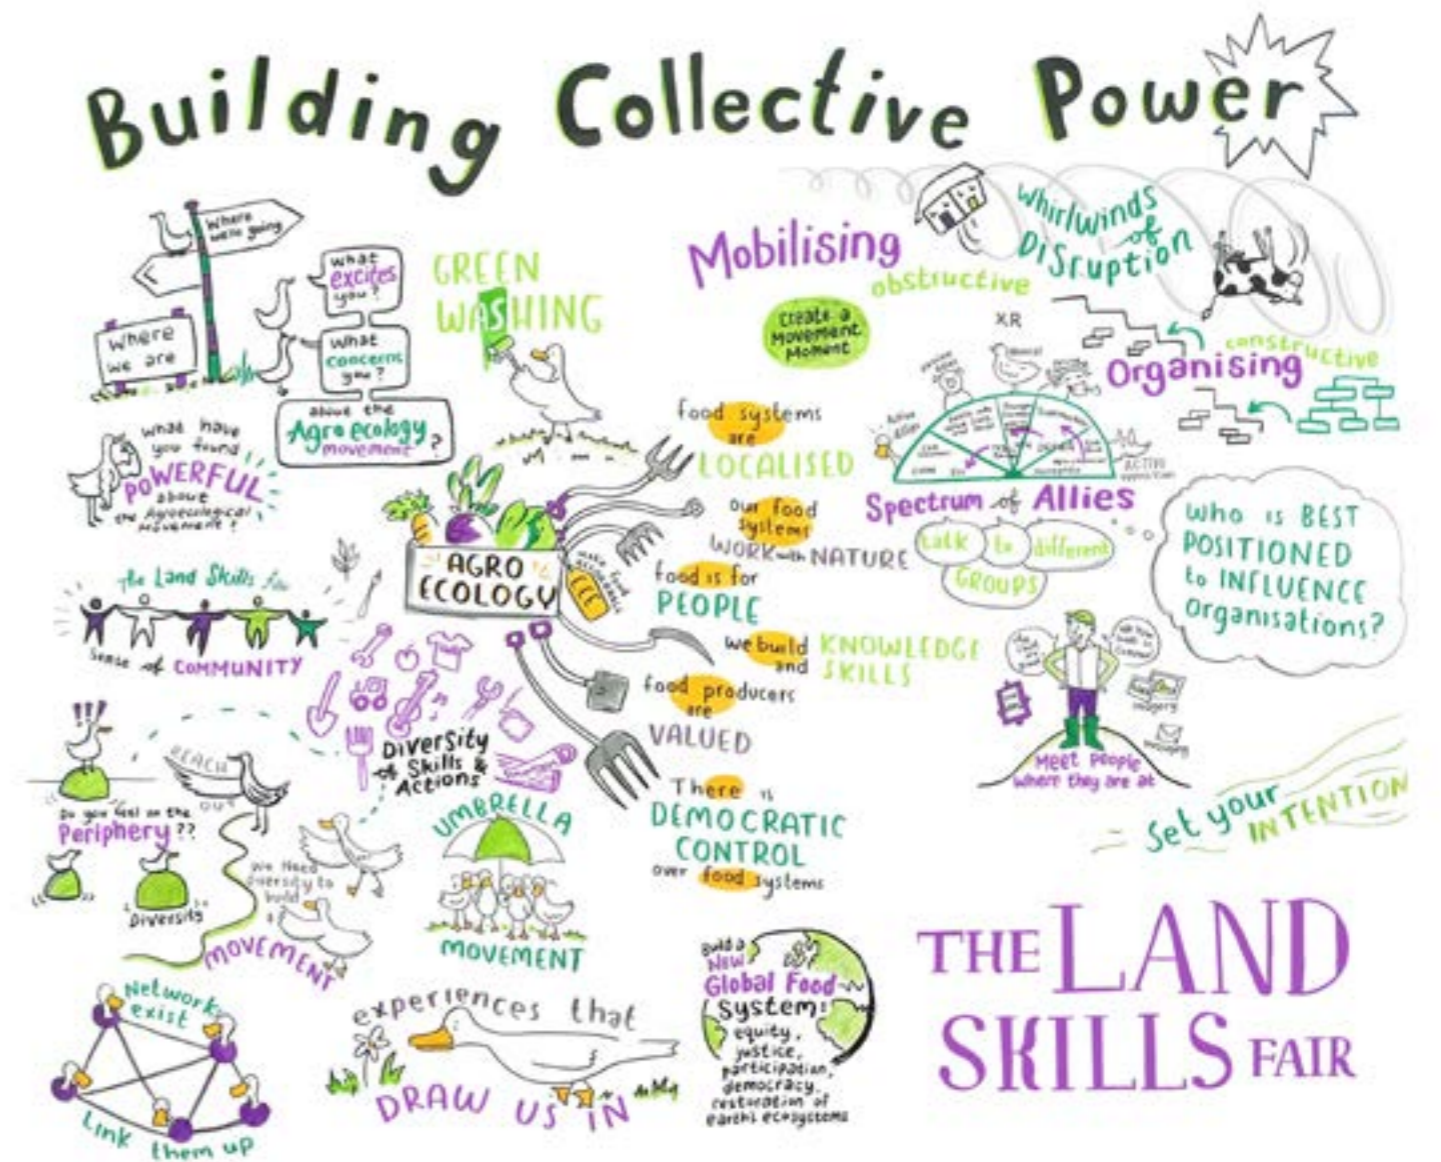 Building Collective Power
Where
we're going
Where
we are
What
excites
you?
What
concerns
you?
about the
Agroecology
movement?
GREEN
WASHING
What have
you found
POWERFUL
about
the Agroecological
Movement?
the Land Skills Fair
Sense of COMMUNITY
!!!
Do you feel on the
Periphery??
Diversity
REACH
OUT
We need
Diversity to
build
a
MOVEMENT
Networks
exist
Link them up
AGRO
ECOLOGY
Diversity
of Skills &
Actions
UMBRELLA
MOVEMENT
experiences that
DRAW US IN
food systems
are
LOCALISED
our food
systems
WORK with NATURE
food is for
PEOPLE
we build KNOWLEDGE
and SKILLS
food producers
are
VALUED
There is
DEMOCRATIC
CONTROL
over food systems
Build a
New
Global Food
System:
equity,
justice,
participation,
democracy,
restoration of
earth's ecosystems
Mobilising
obstructive
Create a
Movement
Moment
Whirlwinds
of
Disruption
XR
constructive
Organising
Active
allies
ACTIVE
Spectrum of Allies
talk to different
GROUPS
Who is BEST
POSITIONED
to INFLUENCE
Organisations?
imagery
messaging
Meet People
where they are at
Set your
INTENTION
THE LAND
SKILLS FAIR